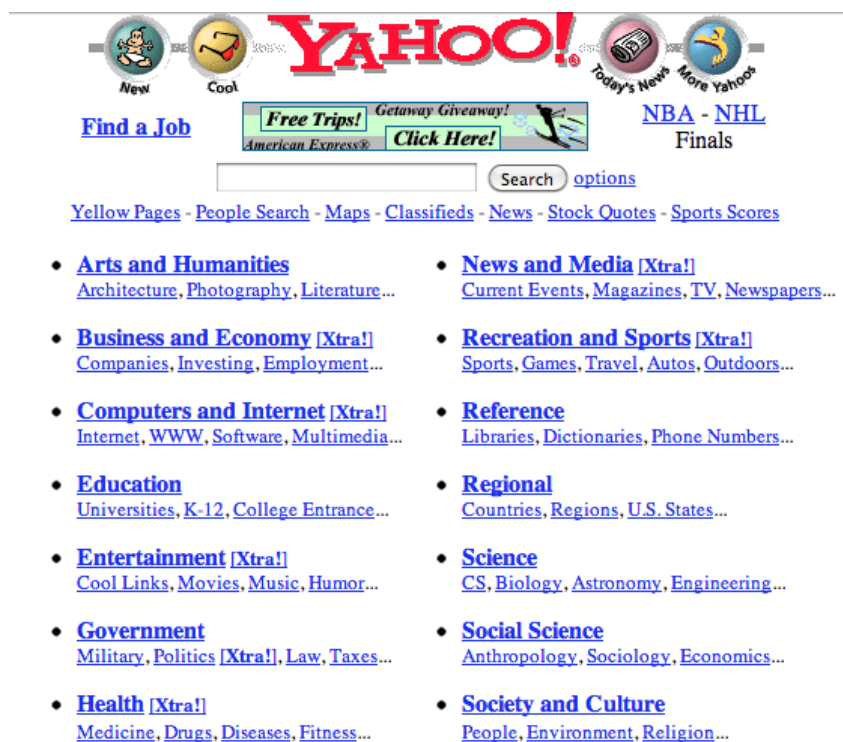 YAHOO!
New
Cool
Today's News
More Yahoos
Find a Job
Free Trips!
Getaway Giveaway!
American Express®
Click Here!
NBA - NHL
Finals
Search options
Yellow Pages - People Search - Maps - Classifieds - News - Stock Quotes - Sports Scores
• Arts and Humanities
Architecture, Photography, Literature...
• Business and Economy [Xtra!]
Companies, Investing, Employment...
• Computers and Internet [Xtra!]
Internet, WWW, Software, Multimedia...
• Education
Universities, K-12, College Entrance...
• Entertainment [Xtra!]
Cool Links, Movies, Music, Humor...
• Government
Military, Politics [Xtra!], Law, Taxes...
• Health [Xtra!]
Medicine, Drugs, Diseases, Fitness...
• News and Media [Xtra!]
Current Events, Magazines, TV, Newspapers...
• Recreation and Sports [Xtra!]
Sports, Games, Travel, Autos, Outdoors...
• Reference
Libraries, Dictionaries, Phone Numbers...
• Regional
Countries, Regions, U.S. States...
• Science
CS, Biology, Astronomy, Engineering...
• Social Science
Anthropology, Sociology, Economics...
• Society and Culture
People, Environment, Religion...